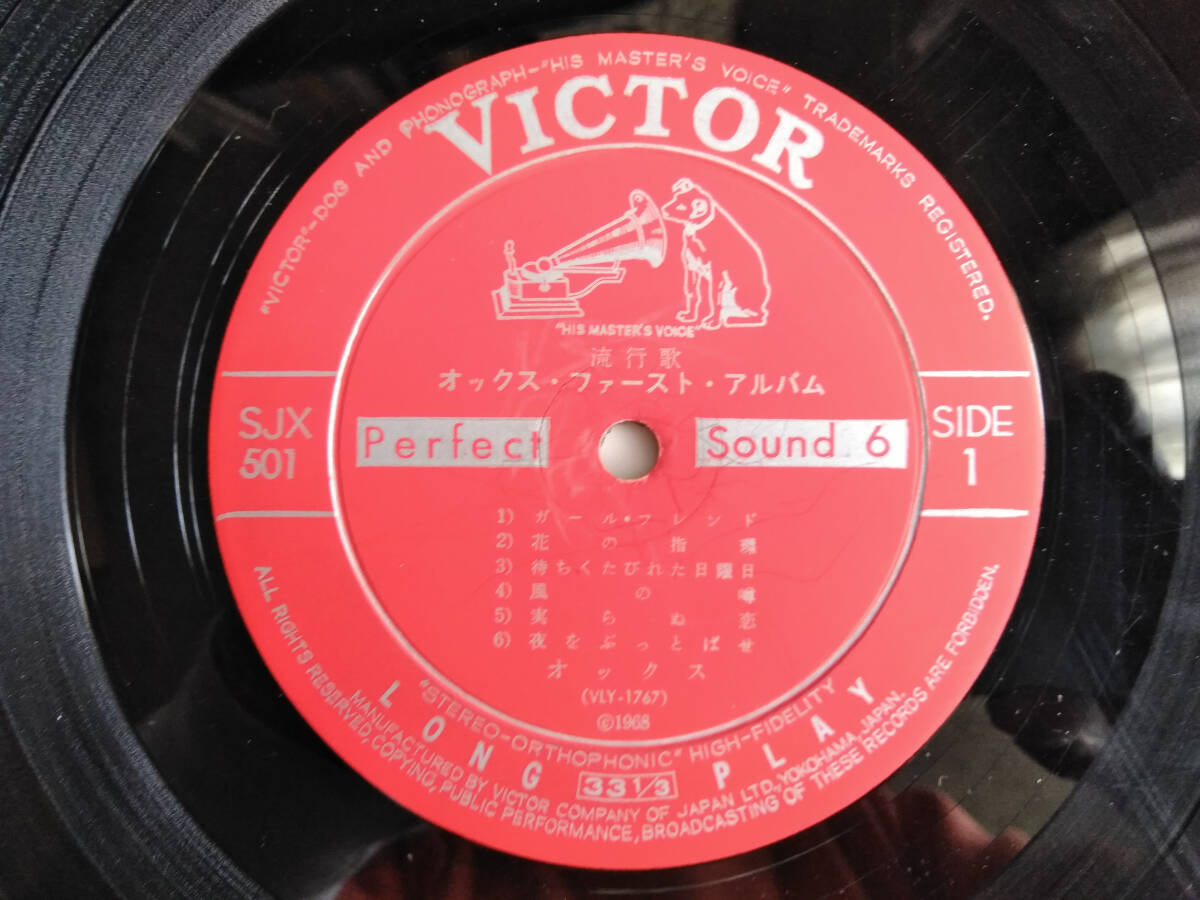 "VICTOR"-DOG AND PHONOGRAPH-"HIS MASTER'S VOICE" TRADEMARKS REGISTERED.
VICTOR
"HIS MASTER'S VOICE"
流行歌
オックス・ファースト・アルバム
SJX
501
Perfect Sound 6
SIDE
1
1) ガール・フレンド
2) 花の指環
3) 待ちくたびれた日曜日
4) 風の噂
5) 実らぬ恋
6) 夜をぶっとばせ
オックス
(VLY-1767)
©1968
"STEREO-ORTHOPHONIC" HIGH-FIDELITY
LONG 33 1/3 PLAY
MANUFACTURED BY VICTOR COMPANY OF JAPAN LTD., YOKOHAMA, JAPAN.
ALL RIGHTS RESERVED, COPYING, PUBLIC PERFORMANCE, BROADCASTING OF THESE RECORDS ARE FORBIDDEN.